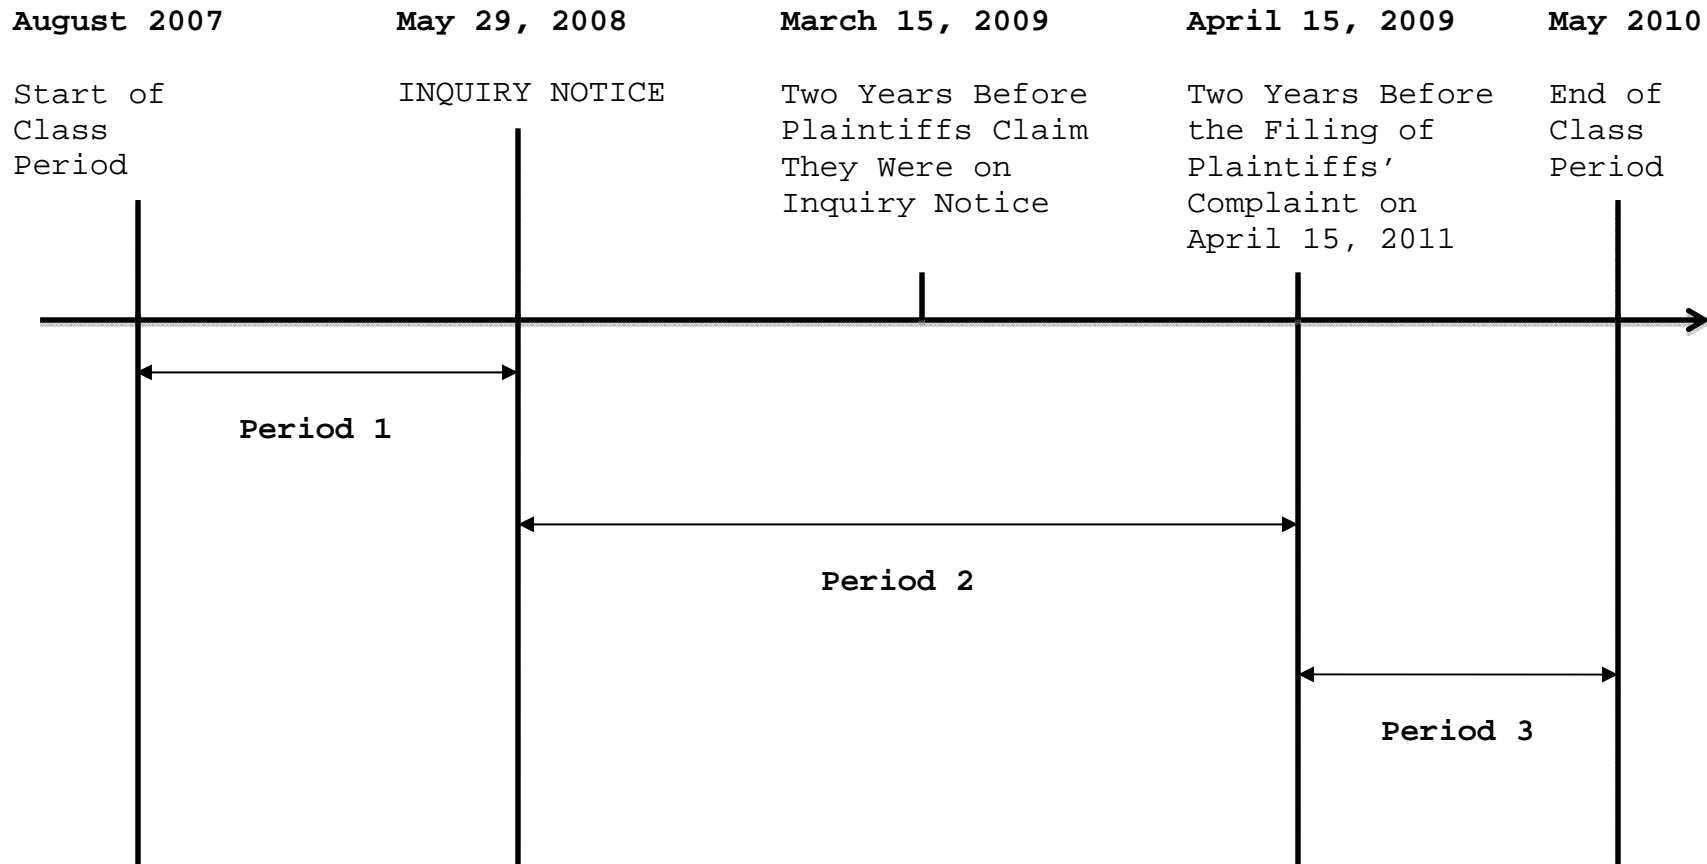 August 2007
Start of
Class
Period
May 29, 2008
INQUIRY NOTICE
March 15, 2009
Two Years Before
Plaintiffs Claim
They Were on
Inquiry Notice
April 15, 2009
Two Years Before
the Filing of
Plaintiffs’
Complaint on
April 15, 2011
May 2010
End of
Class
Period
Period 1
Period 2
Period 3